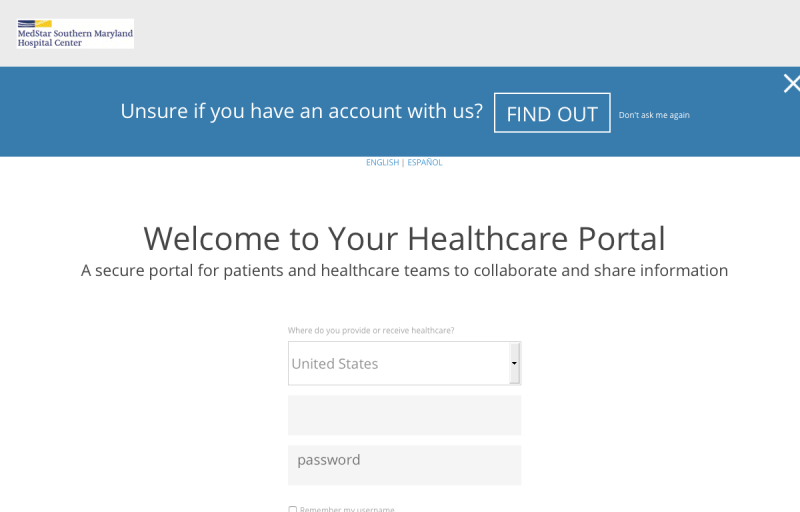 MedStar Southern Maryland
Hospital Center
Unsure if you have an account with us? FIND OUT Don't ask me again
ENGLISH | ESPAÑOL
Welcome to Your Healthcare Portal
A secure portal for patients and healthcare teams to collaborate and share information
Where do you provide or receive healthcare?
United States
password
Remember my username